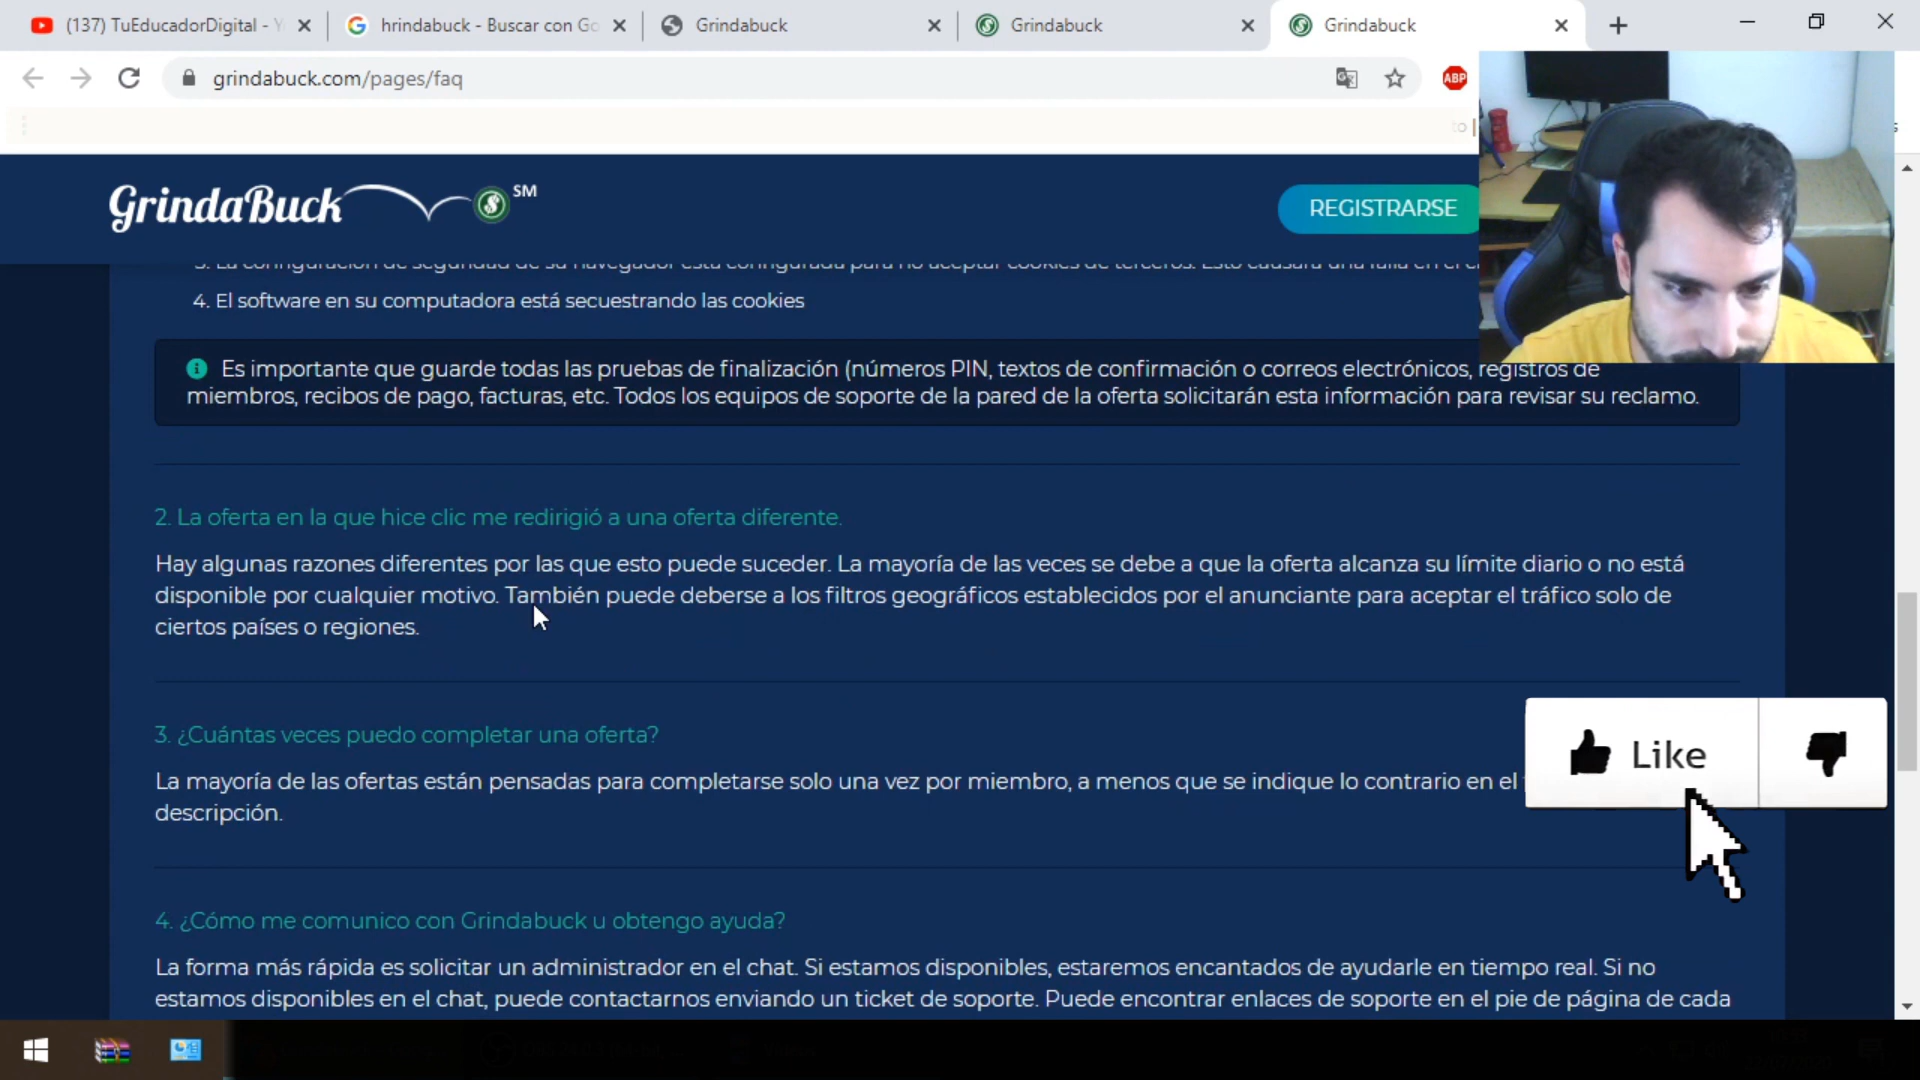 (137) TuEducadorDigital - Y
hrindabuck - Buscar con Go
Grindabuck
Grindabuck
Grindabuck
grindabuck.com/pages/faq
ABP
GrindaBuck SM
REGISTRARSE
4. El software en su computadora está secuestrando las cookies
Es importante que guarde todas las pruebas de finalización (números PIN, textos de confirmación o correos electrónicos, registros de
miembros, recibos de pago, facturas, etc. Todos los equipos de soporte de la pared de la oferta solicitarán esta información para revisar su reclamo.
2. La oferta en la que hice clic me redirigió a una oferta diferente.
Hay algunas razones diferentes por las que esto puede suceder. La mayoría de las veces se debe a que la oferta alcanza su límite diario o no está
disponible por cualquier motivo. También puede deberse a los filtros geográficos establecidos por el anunciante para aceptar el tráfico solo de
ciertos países o regiones.
3. ¿Cuántas veces puedo completar una oferta?
La mayoría de las ofertas están pensadas para completarse solo una vez por miembro, a menos que se indique lo contrario en el
descripción.
Like
4. ¿Cómo me comunico con Grindabuck u obtengo ayuda?
La forma más rápida es solicitar un administrador en el chat. Si estamos disponibles, estaremos encantados de ayudarle en tiempo real. Si no
estamos disponibles en el chat, puede contactarnos enviando un ticket de soporte. Puede encontrar enlaces de soporte en el pie de página de cada